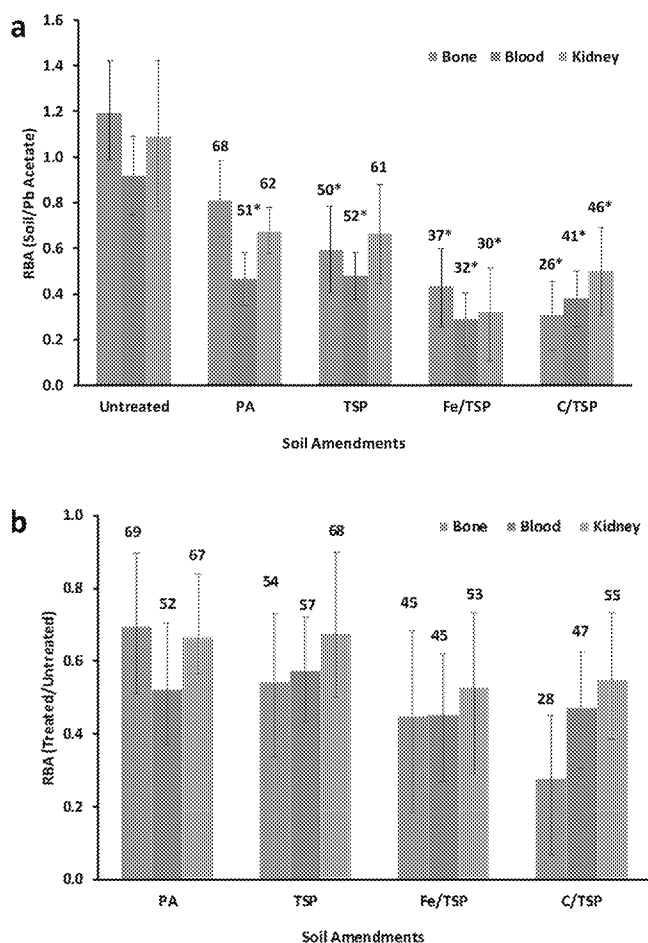 a
1.6
1.4
1.2
1.0
0.8
0.6
0.4
0.2
0.0
RBA (Soil/Pb Acetate)
Bone Blood Kidney
68 51* 62
50* 52* 61
37* 32* 30*
26* 41* 46*
Untreated PA TSP Fe/TSP C/TSP
Soil Amendments
b
1.0
0.8
0.6
0.4
0.2
0.0
RBA (Treated/Untreated)
Bone Blood Kidney
69 52 67
54 57 68
45 45 53
28 47 55
PA TSP Fe/TSP C/TSP
Soil Amendments